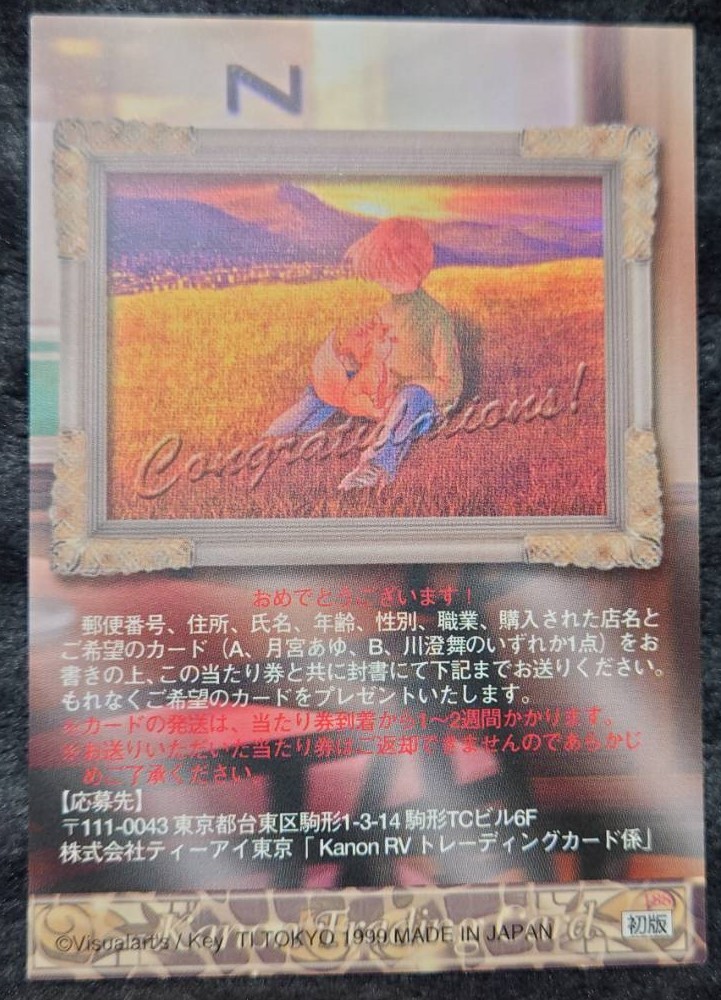 N
Congratulations!
おめでとうございます！
郵便番号、住所、氏名、年齢、性別、職業、購入された店名と
ご希望のカード（A、月宮あゆ、B、川澄舞のいずれか1点）をお
書きの上、この当たり券と共に封書にて下記までお送りください。
もれなくご希望のカードをプレゼントいたします。
※カードの発送は、当たり券到着から1〜2週間かかります。
※お送りいただいた当たり券はご返却できませんのであらかじ
めご了承ください。
【応募先】
〒111-0043 東京都台東区駒形1-3-14 駒形TCビル6F
株式会社ティーアイ東京「Kanon RV トレーディングカード係」
Trading Card
©Visualart's / Key TI TOKYO 1999 MADE IN JAPAN
初版